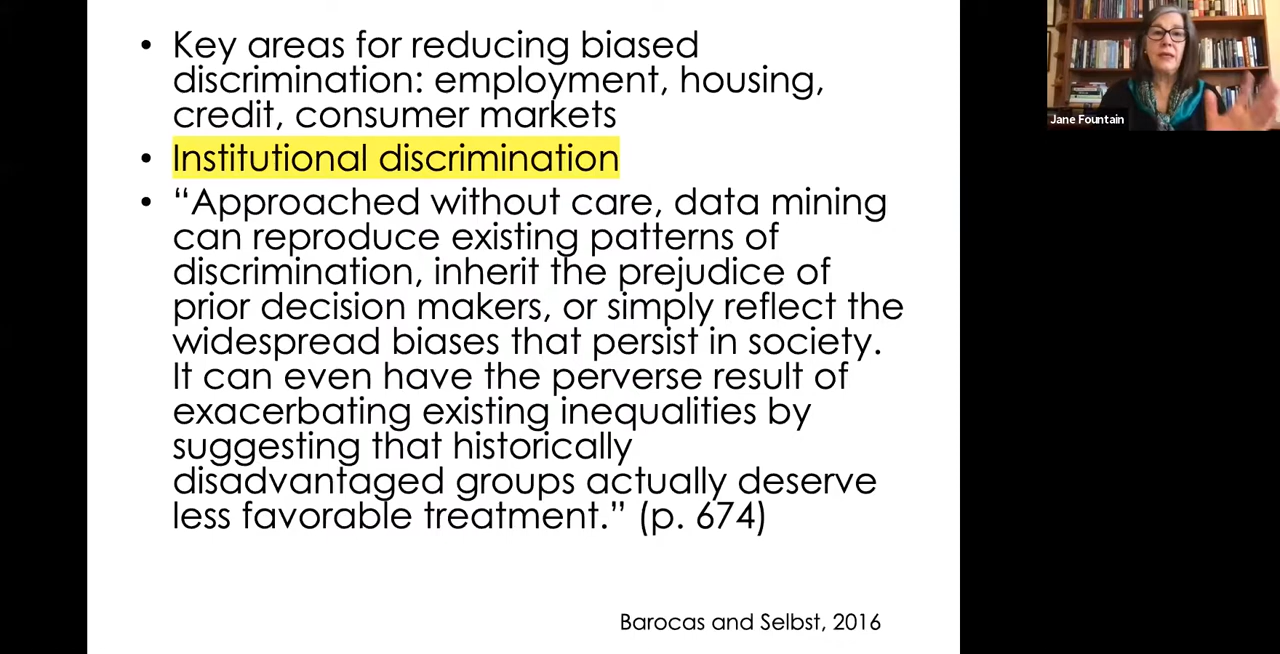 • Key areas for reducing biased
discrimination: employment, housing,
credit, consumer markets
• Institutional discrimination
• “Approached without care, data mining
can reproduce existing patterns of
discrimination, inherit the prejudice of
prior decision makers, or simply reflect the
widespread biases that persist in society.
It can even have the perverse result of
exacerbating existing inequalities by
suggesting that historically
disadvantaged groups actually deserve
less favorable treatment.” (p. 674)
Barocas and Selbst, 2016
Jane Fountain